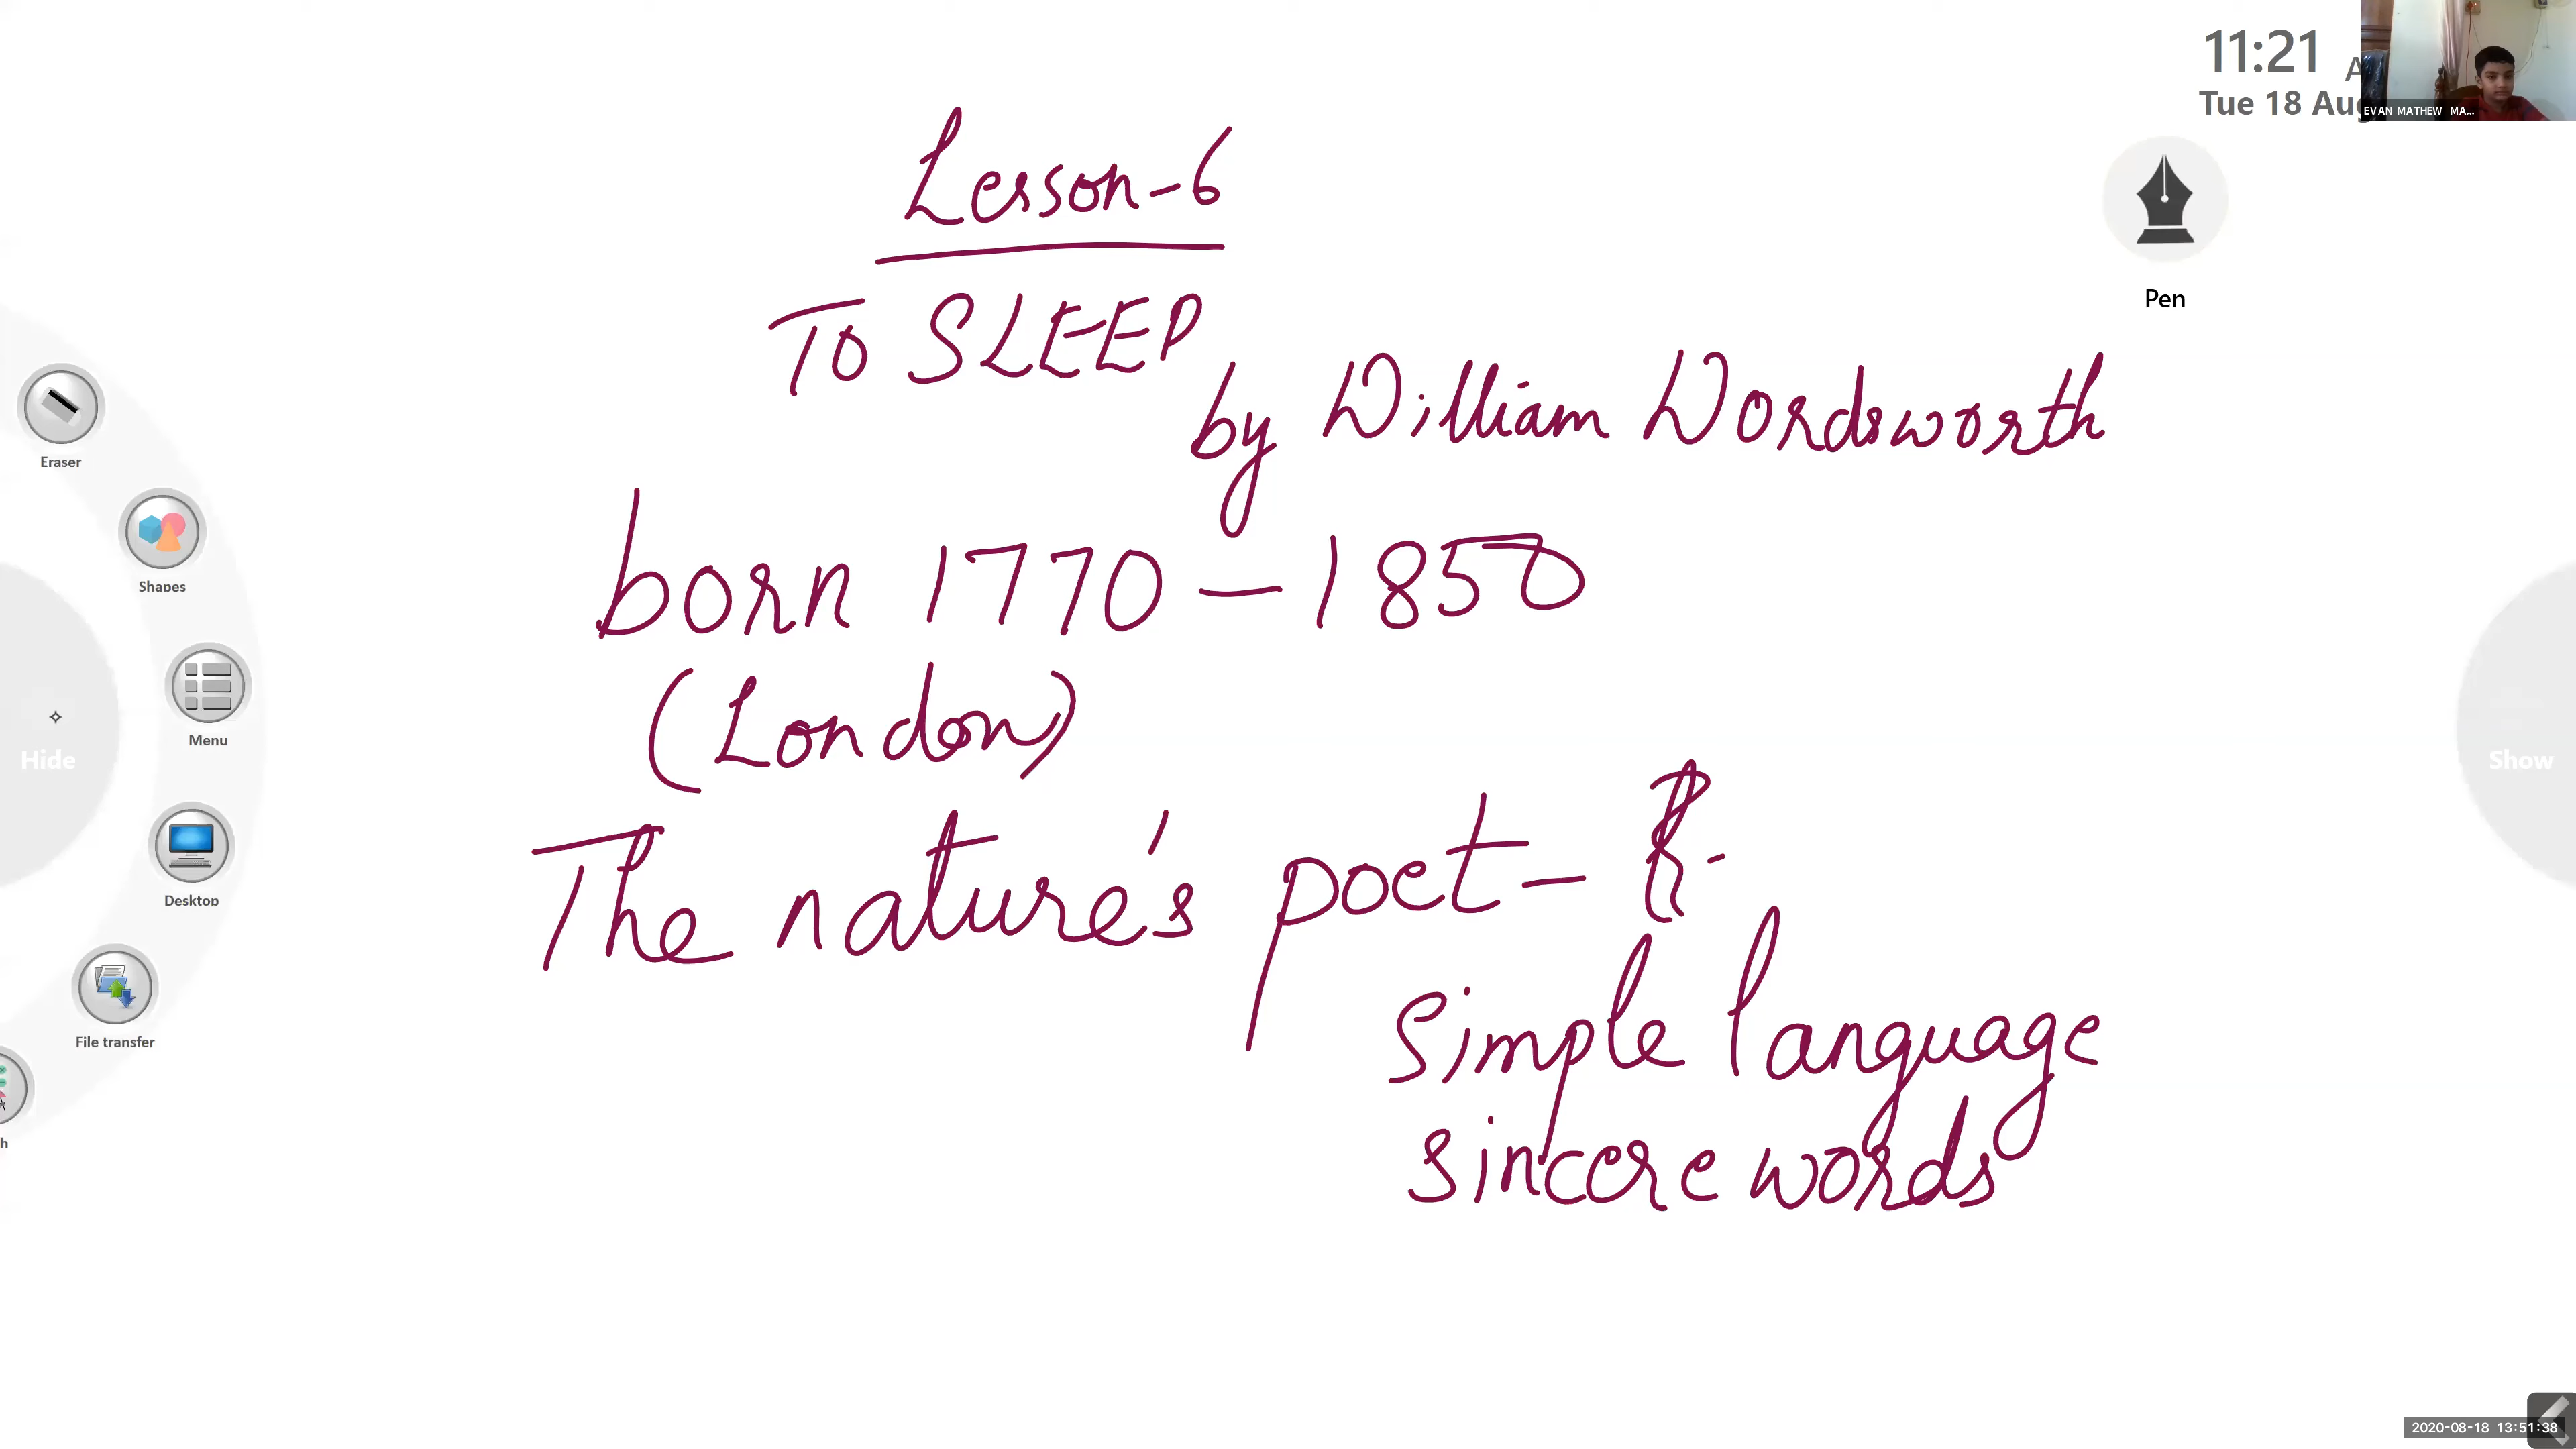 11:21
Tue 18 Aug
EVAN MATHEW MA...
Lesson-6
TO SLEEP
Pen
by William Wordsworth
Eraser
born 1770 – 1850
Shapes
(London)
Menu
Hide
Show
The nature's poet –
Desktop
Simple language
File transfer
sincere words
h
2020-08-18 13:51:38